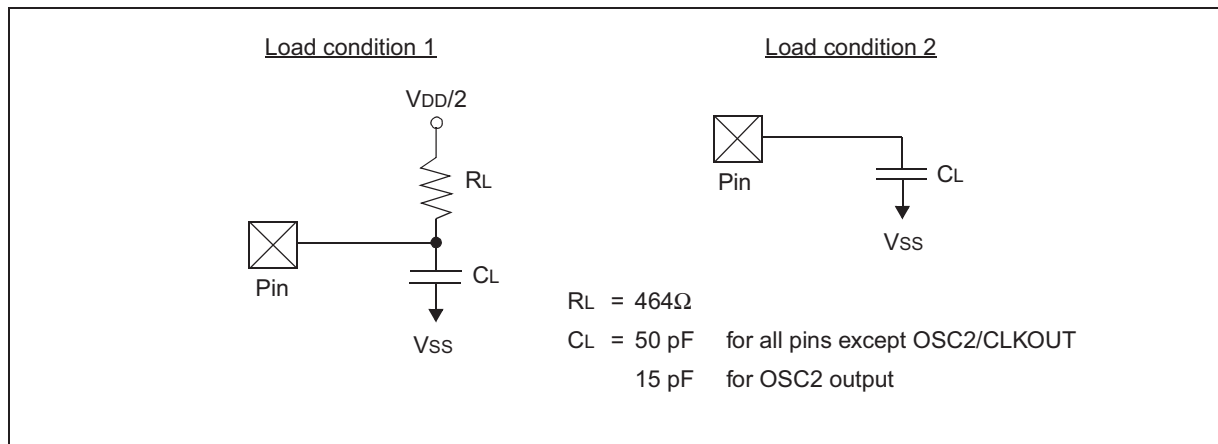 Load condition 1
VDD/2
RL
Pin
CL
VSS
Load condition 2
Pin
CL
VSS
RL = 464Ω
CL = 50 pF for all pins except OSC2/CLKOUT
15 pF for OSC2 output